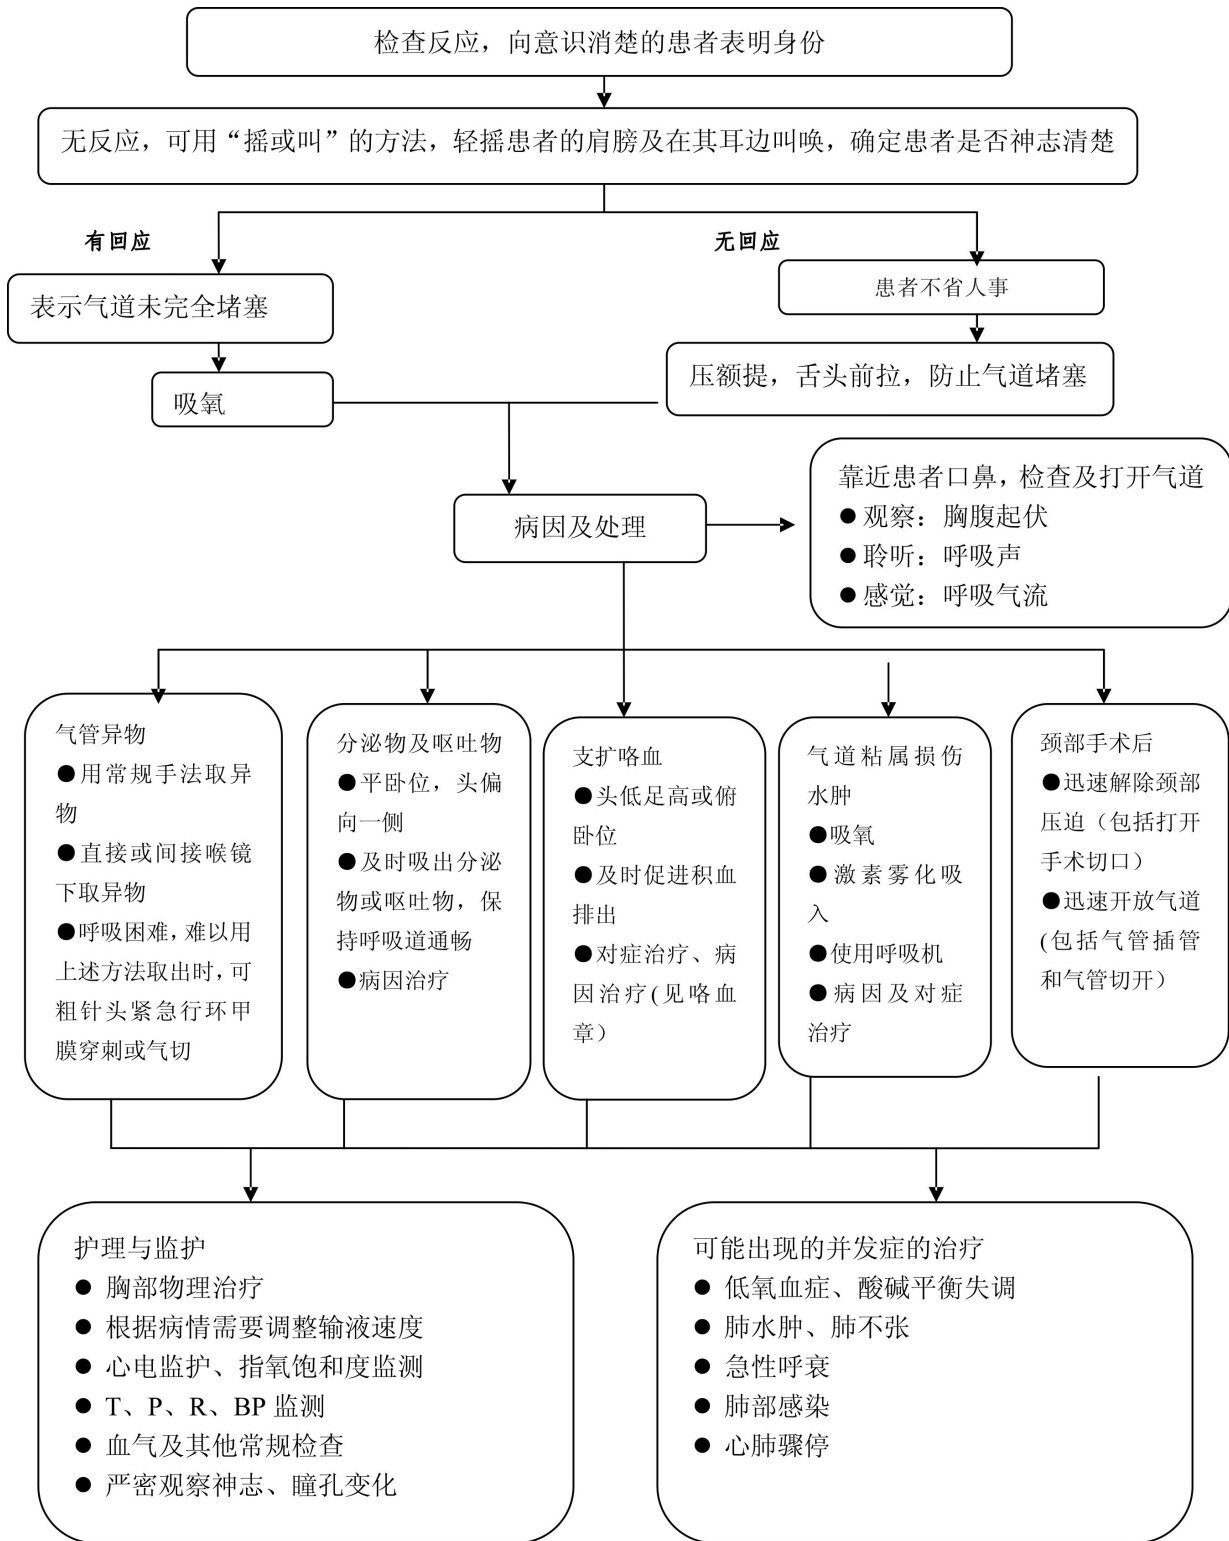 检查反应，向意识消楚的患者表明身份
无反应，可用“摇或叫”的方法，轻摇患者的肩膀及在其耳边叫唤，确定患者是否神志清楚
有回应
无回应
表示气道未完全堵塞
患者不省人事
吸氧
压额提，舌头前拉，防止气道堵塞
病因及处理
靠近患者口鼻，检查及打开气道
●观察：胸腹起伏
●聆听：呼吸声
●感觉：呼吸气流
气管异物
●用常规手法取异
物
●直接或间接喉镜
下取异物
●呼吸困难，难以用
上述方法取出时，可
粗针头紧急行环甲
膜穿刺或气切
分泌物及呕吐物
●平卧位，头偏
向一侧
●及时吸出分泌
物或呕吐物，保
持呼吸道通畅
●病因治疗
支扩咯血
●头低足高或俯
卧位
●及时促进积血
排出
●对症治疗、病
因治疗(见咯血
章）
气道粘属损伤
水肿
●吸氧
●激素雾化吸
入
●使用呼吸机
●病因及对症
治疗
颈部手术后
●迅速解除颈部
压迫（包括打开
手术切口）
●迅速开放气道
(包括气管插管
和气管切开）
护理与监护
● 胸部物理治疗
● 根据病情需要调整输液速度
● 心电监护、指氧饱和度监测
● T、P、R、BP 监测
● 血气及其他常规检查
● 严密观察神志、瞳孔变化
可能出现的并发症的治疗
● 低氧血症、酸碱平衡失调
● 肺水肿、肺不张
● 急性呼衰
● 肺部感染
● 心肺骤停